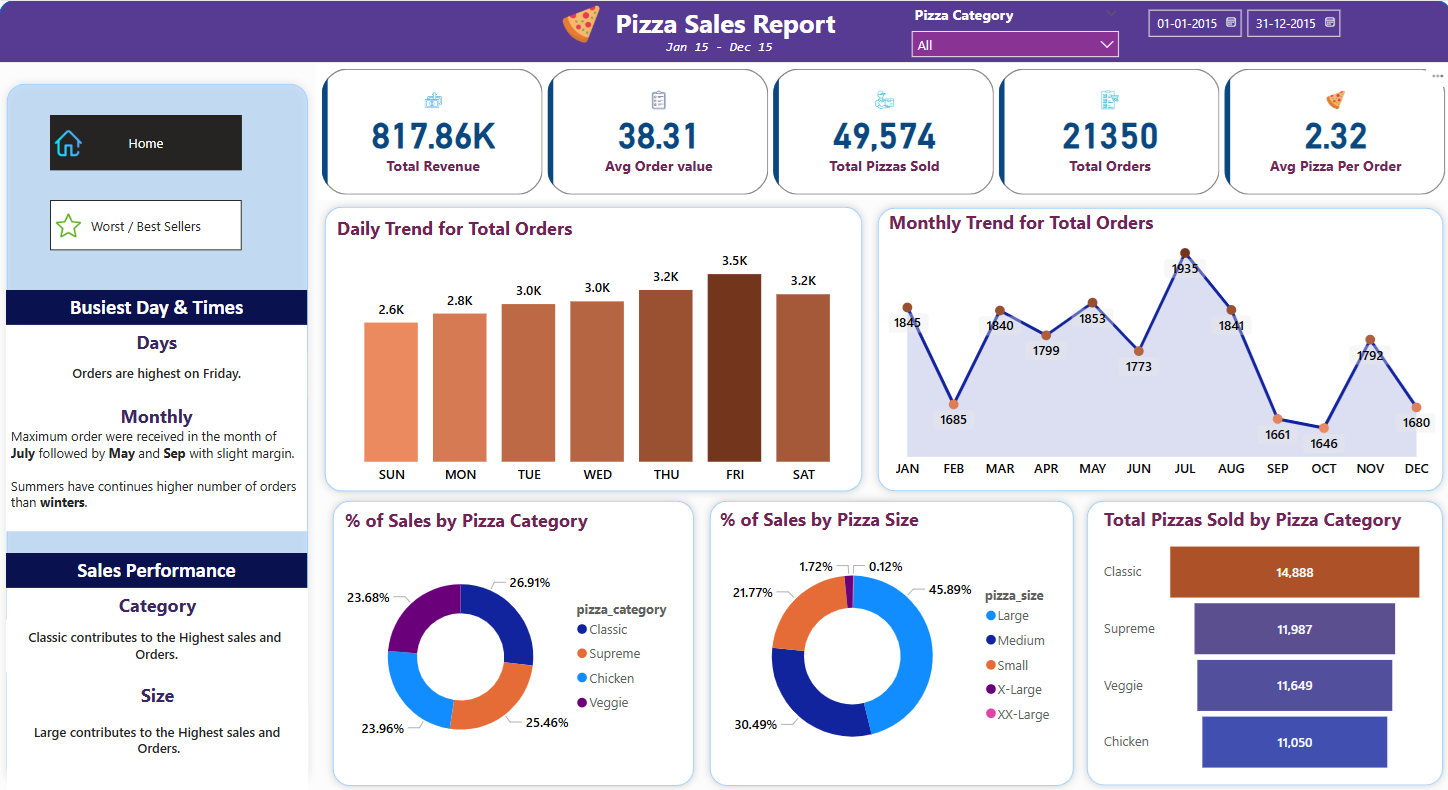 Pizza Sales Report
Jan 15 - Dec 15
Pizza Category
All
01-01-2015
31-12-2015
Home
Worst / Best Sellers
Busiest Day & Times
Days
Orders are highest on Friday.
Monthly
Maximum order were received in the month of
July followed by May and Sep with slight margin.
Summers have continues higher number of orders
than winters.
Sales Performance
Category
Classic contributes to the Highest sales and
Orders.
Size
Large contributes to the Highest sales and
Orders.
817.86K
Total Revenue
38.31
Avg Order value
49,574
Total Pizzas Sold
21350
Total Orders
2.32
Avg Pizza Per Order
Daily Trend for Total Orders
2.6K
2.8K
3.0K
3.0K
3.2K
3.5K
3.2K
SUN MON TUE WED THU FRI SAT
Monthly Trend for Total Orders
1845
1685
1840
1799
1853
1773
1935
1841
1661
1646
1792
1680
JAN FEB MAR APR MAY JUN JUL AUG SEP OCT NOV DEC
% of Sales by Pizza Category
26.91%
25.46%
23.96%
23.68%
pizza_category
Classic
Supreme
Chicken
Veggie
% of Sales by Pizza Size
0.12%
45.89%
30.49%
21.77%
1.72%
pizza_size
Large
Medium
Small
X-Large
XX-Large
Total Pizzas Sold by Pizza Category
Classic 14,888
Supreme 11,987
Veggie 11,649
Chicken 11,050